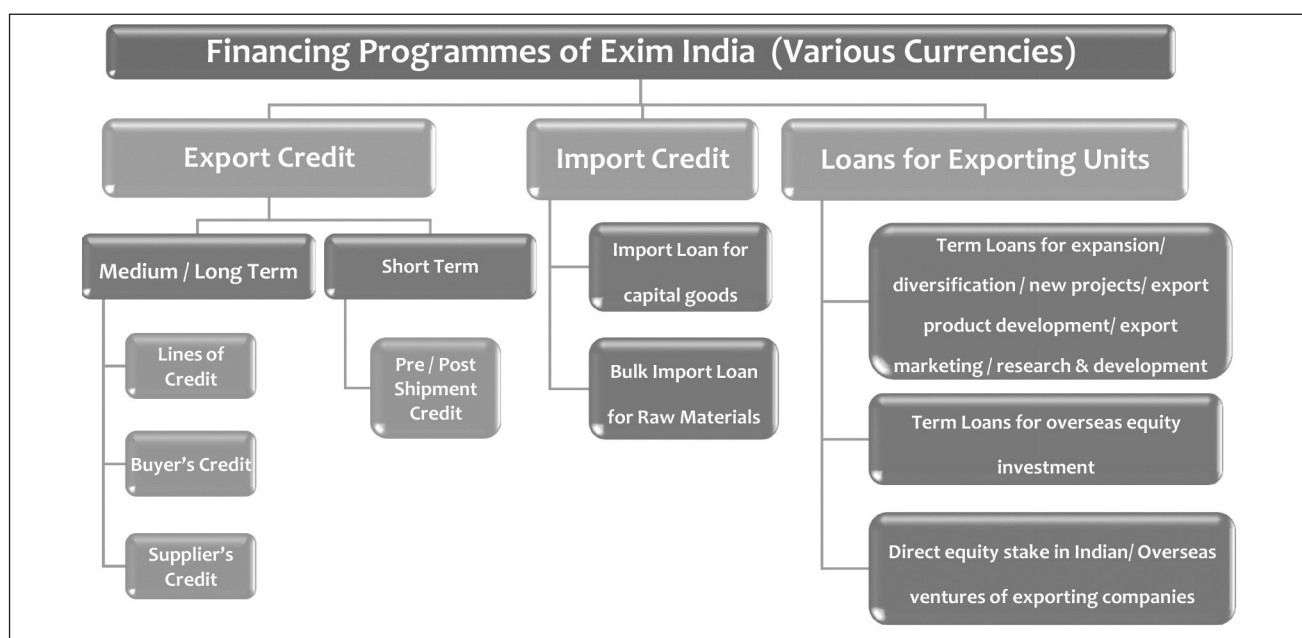 Financing Programmes of Exim India (Various Currencies)
Export Credit
Import Credit
Loans for Exporting Units
Medium / Long Term
Short Term
Lines of
Credit
Buyer's Credit
Supplier's
Credit
Pre / Post
Shipment
Credit
Import Loan for
capital goods
Bulk Import Loan
for Raw Materials
Term Loans for expansion/
diversification / new projects/ export
product development/ export
marketing / research & development
Term Loans for overseas equity
investment
Direct equity stake in Indian/ Overseas
ventures of exporting companies